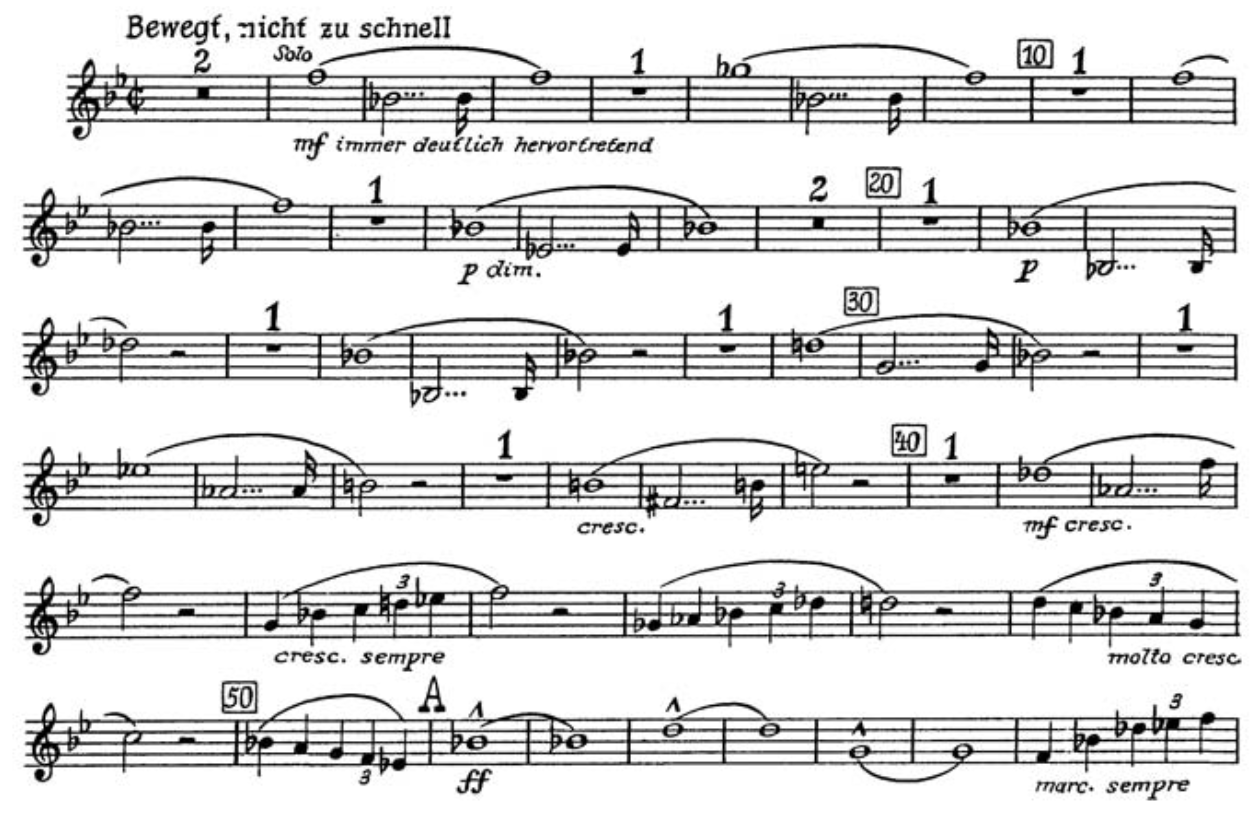 Bewegt, nicht zu schnell
2 Solo 1 10 1
mf immer deutlich hervortretend
1 2 20 1
p dim. p
1 1 30 1
1 40 1
cresc. mf cresc.
3 3 3
cresc. sempre molto cresc.
50 A 3
3 ff marc. sempre